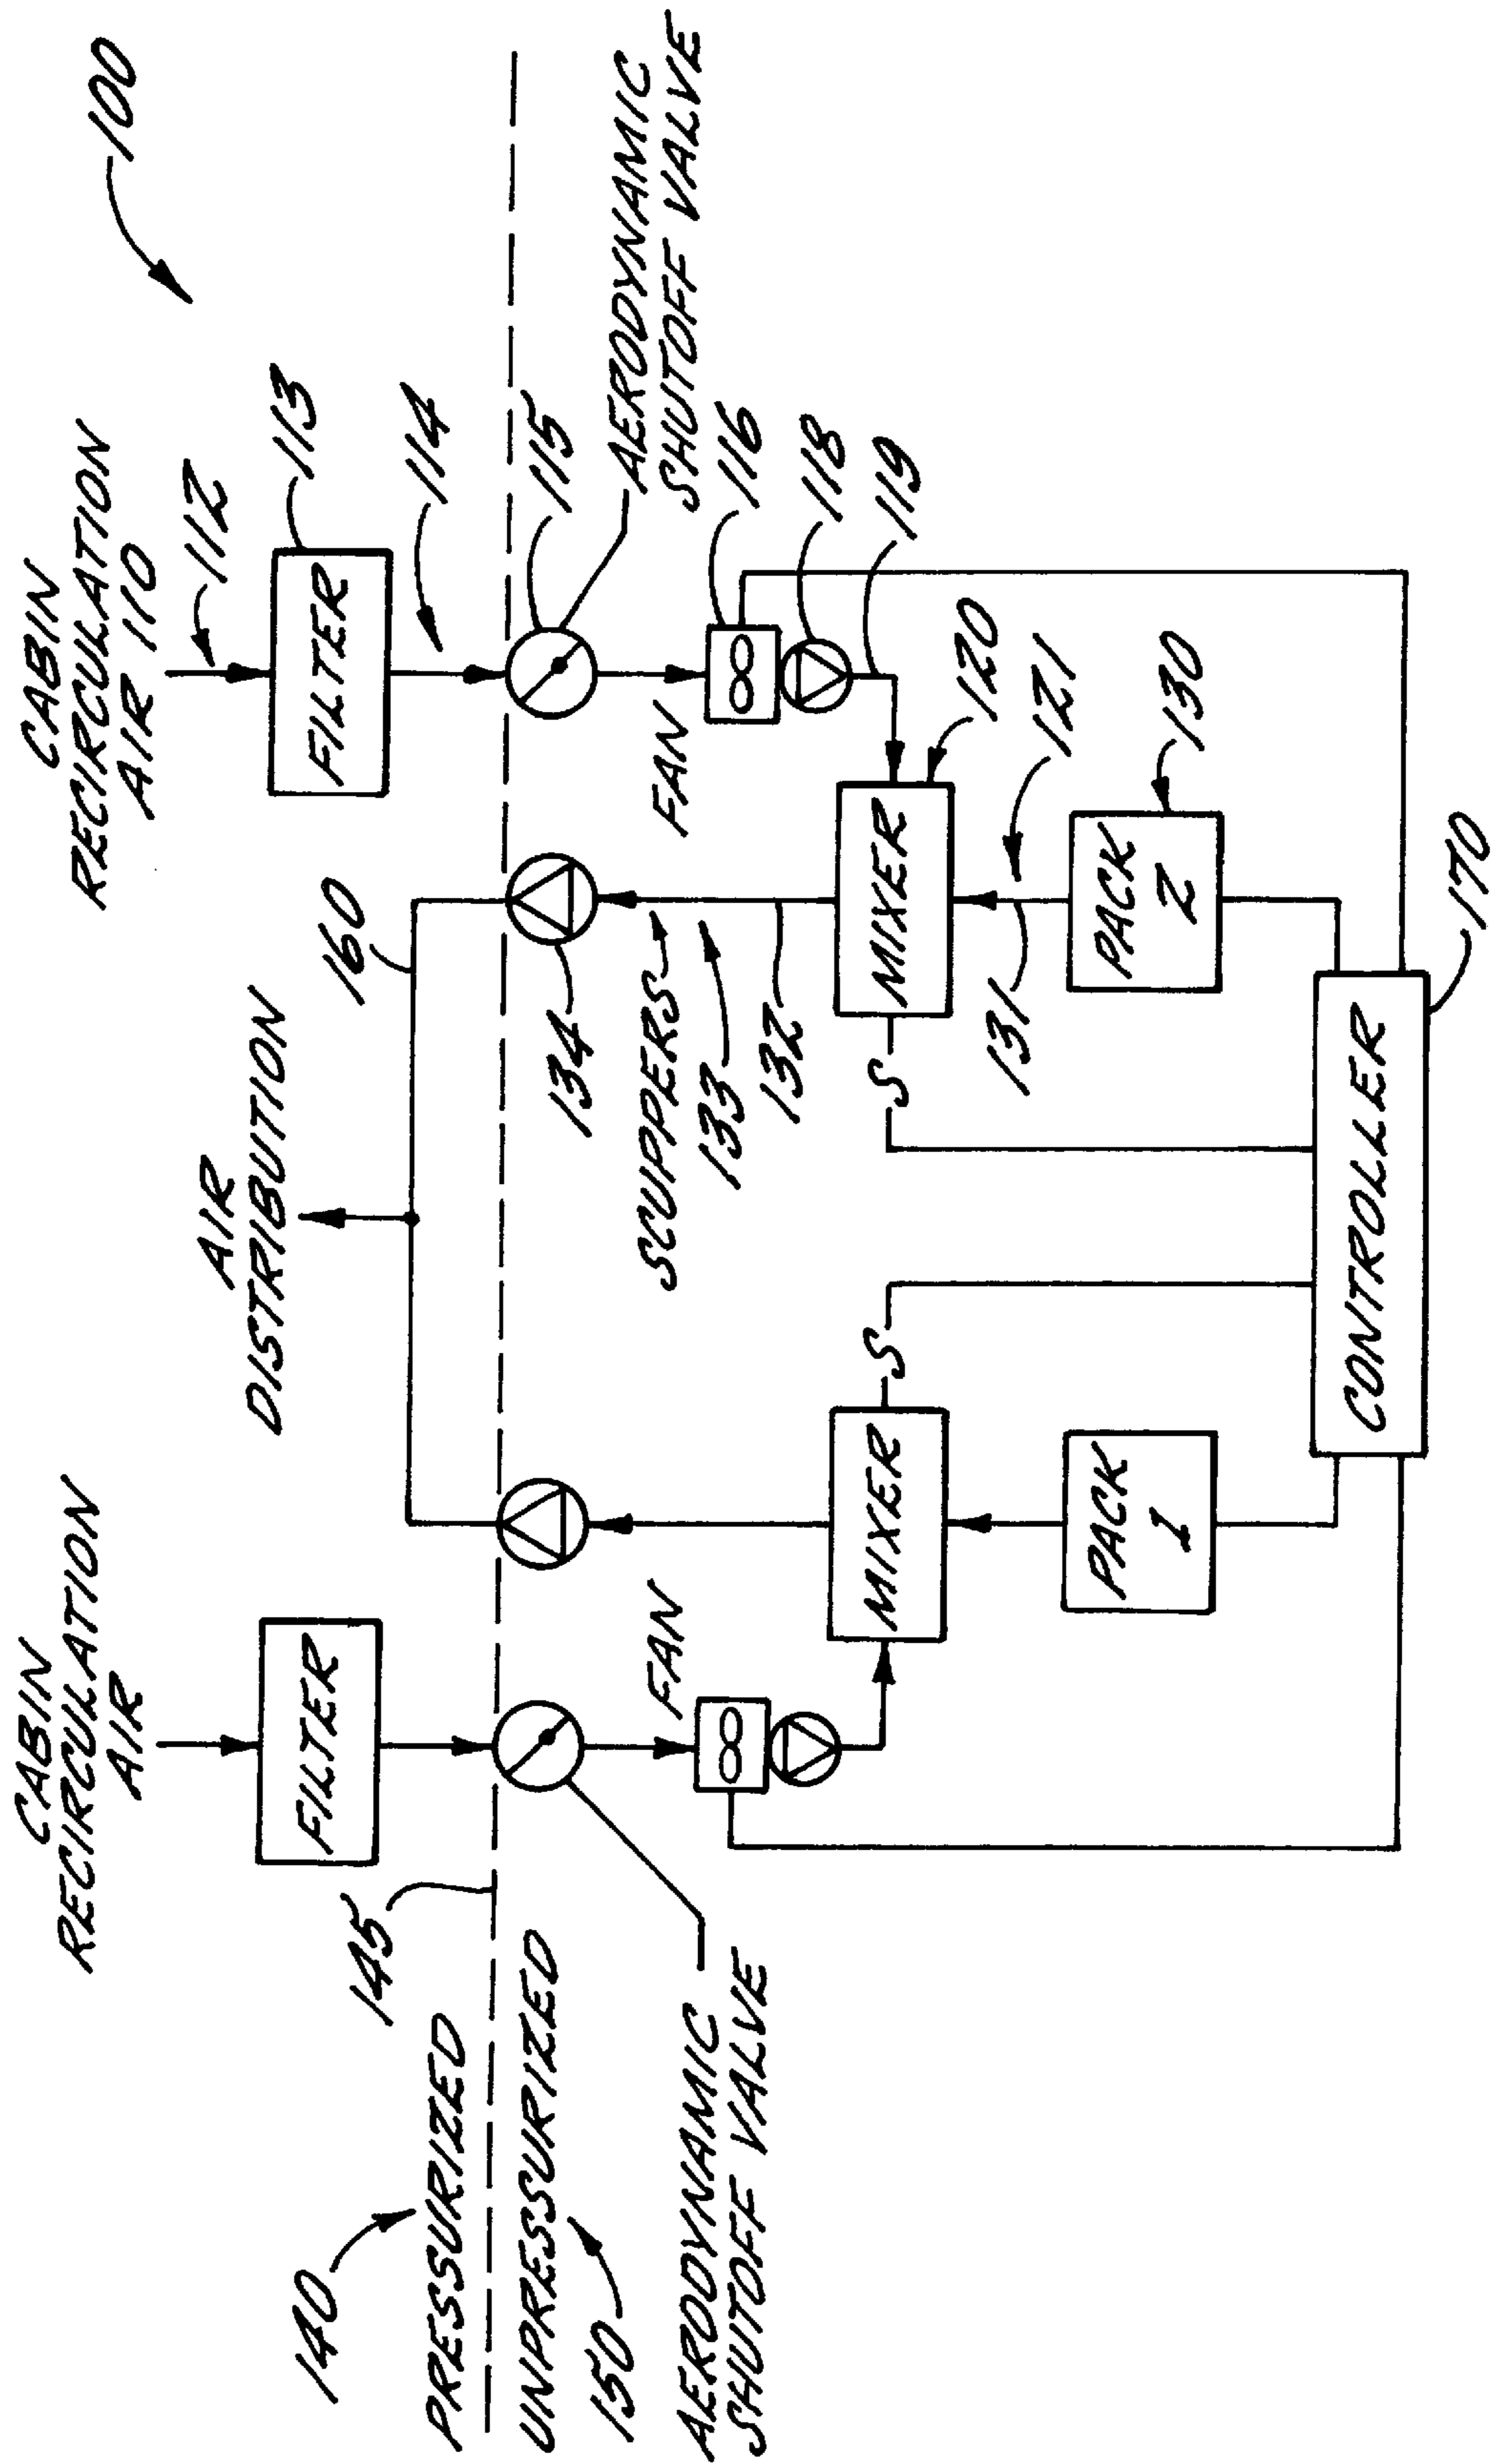 100
CABIN
RECIRCULATION
AIR
CABIN
RECIRCULATION
AIR 110
112
AIR
DISTRIBUTION
FILTER
FILTER
113
114
160
145
140
PRESSURIZED
UNPRESSURIZED
150
115
AERODYNAMIC
SHUTOFF VALVE
AERODYNAMIC
SHUTOFF VALVE
134
SCUPPERS
133
132
FAN
FAN
116
118
119
MIXER
S
S
MIXER
120
121
131
PACK
1
PACK
2
130
CONTROLLER
170